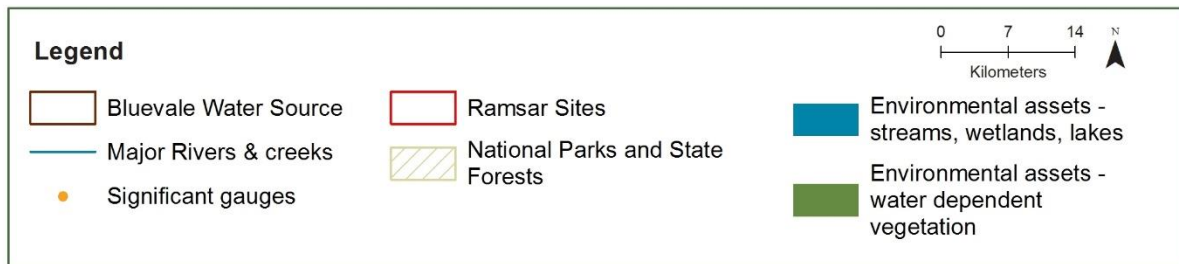 Legend
Bluevale Water Source
Major Rivers & creeks
Significant gauges
Ramsar Sites
National Parks and State
Forests
0 7 14
Kilometers
N
Environmental assets -
streams, wetlands, lakes
Environmental assets -
water dependent
vegetation